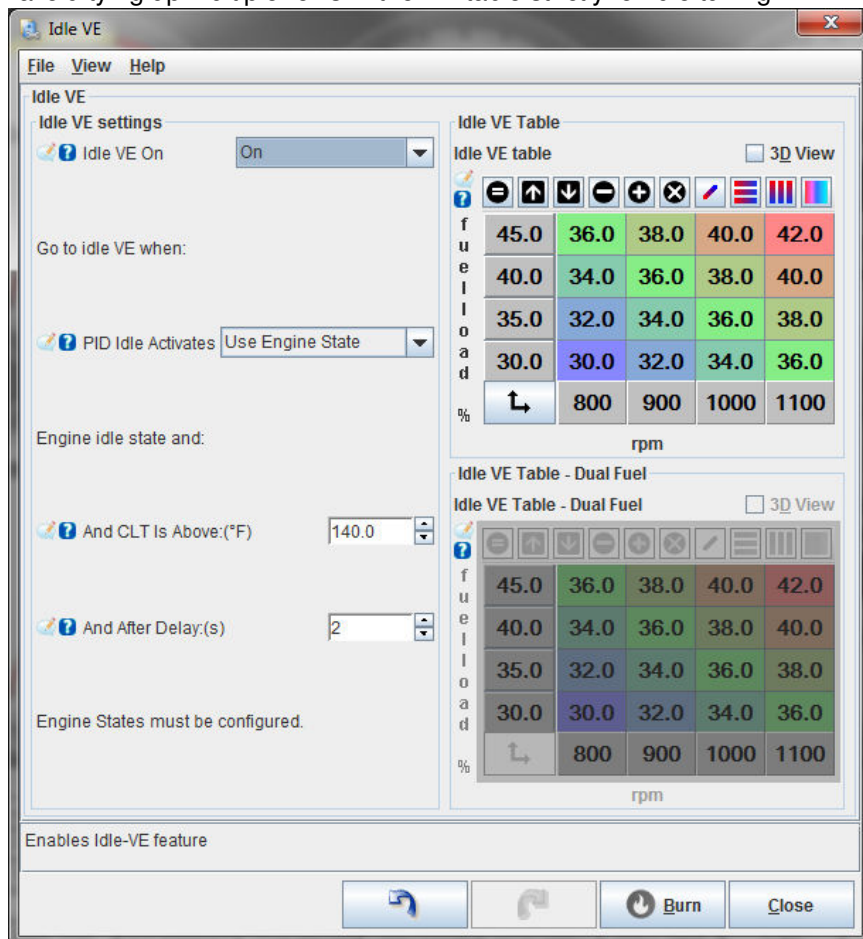 Idle VE
File View Help
Idle VE
Idle VE settings
Idle VE On On
Go to idle VE when:
PID Idle Activates Use Engine State
Engine idle state and:
And CLT Is Above:(°F) 140.0
And After Delay:(s) 2
Engine States must be configured.
Idle VE Table
Idle VE table 3D View
fuelload
%
45.0 36.0 38.0 40.0 42.0
40.0 34.0 36.0 38.0 40.0
35.0 32.0 34.0 36.0 38.0
30.0 30.0 32.0 34.0 36.0
800 900 1000 1100
rpm
Idle VE Table - Dual Fuel
Idle VE Table - Dual Fuel 3D View
fuelload
%
45.0 36.0 38.0 40.0 42.0
40.0 34.0 36.0 38.0 40.0
35.0 32.0 34.0 36.0 38.0
30.0 30.0 32.0 34.0 36.0
800 900 1000 1100
rpm
Enables Idle-VE feature
Burn Close